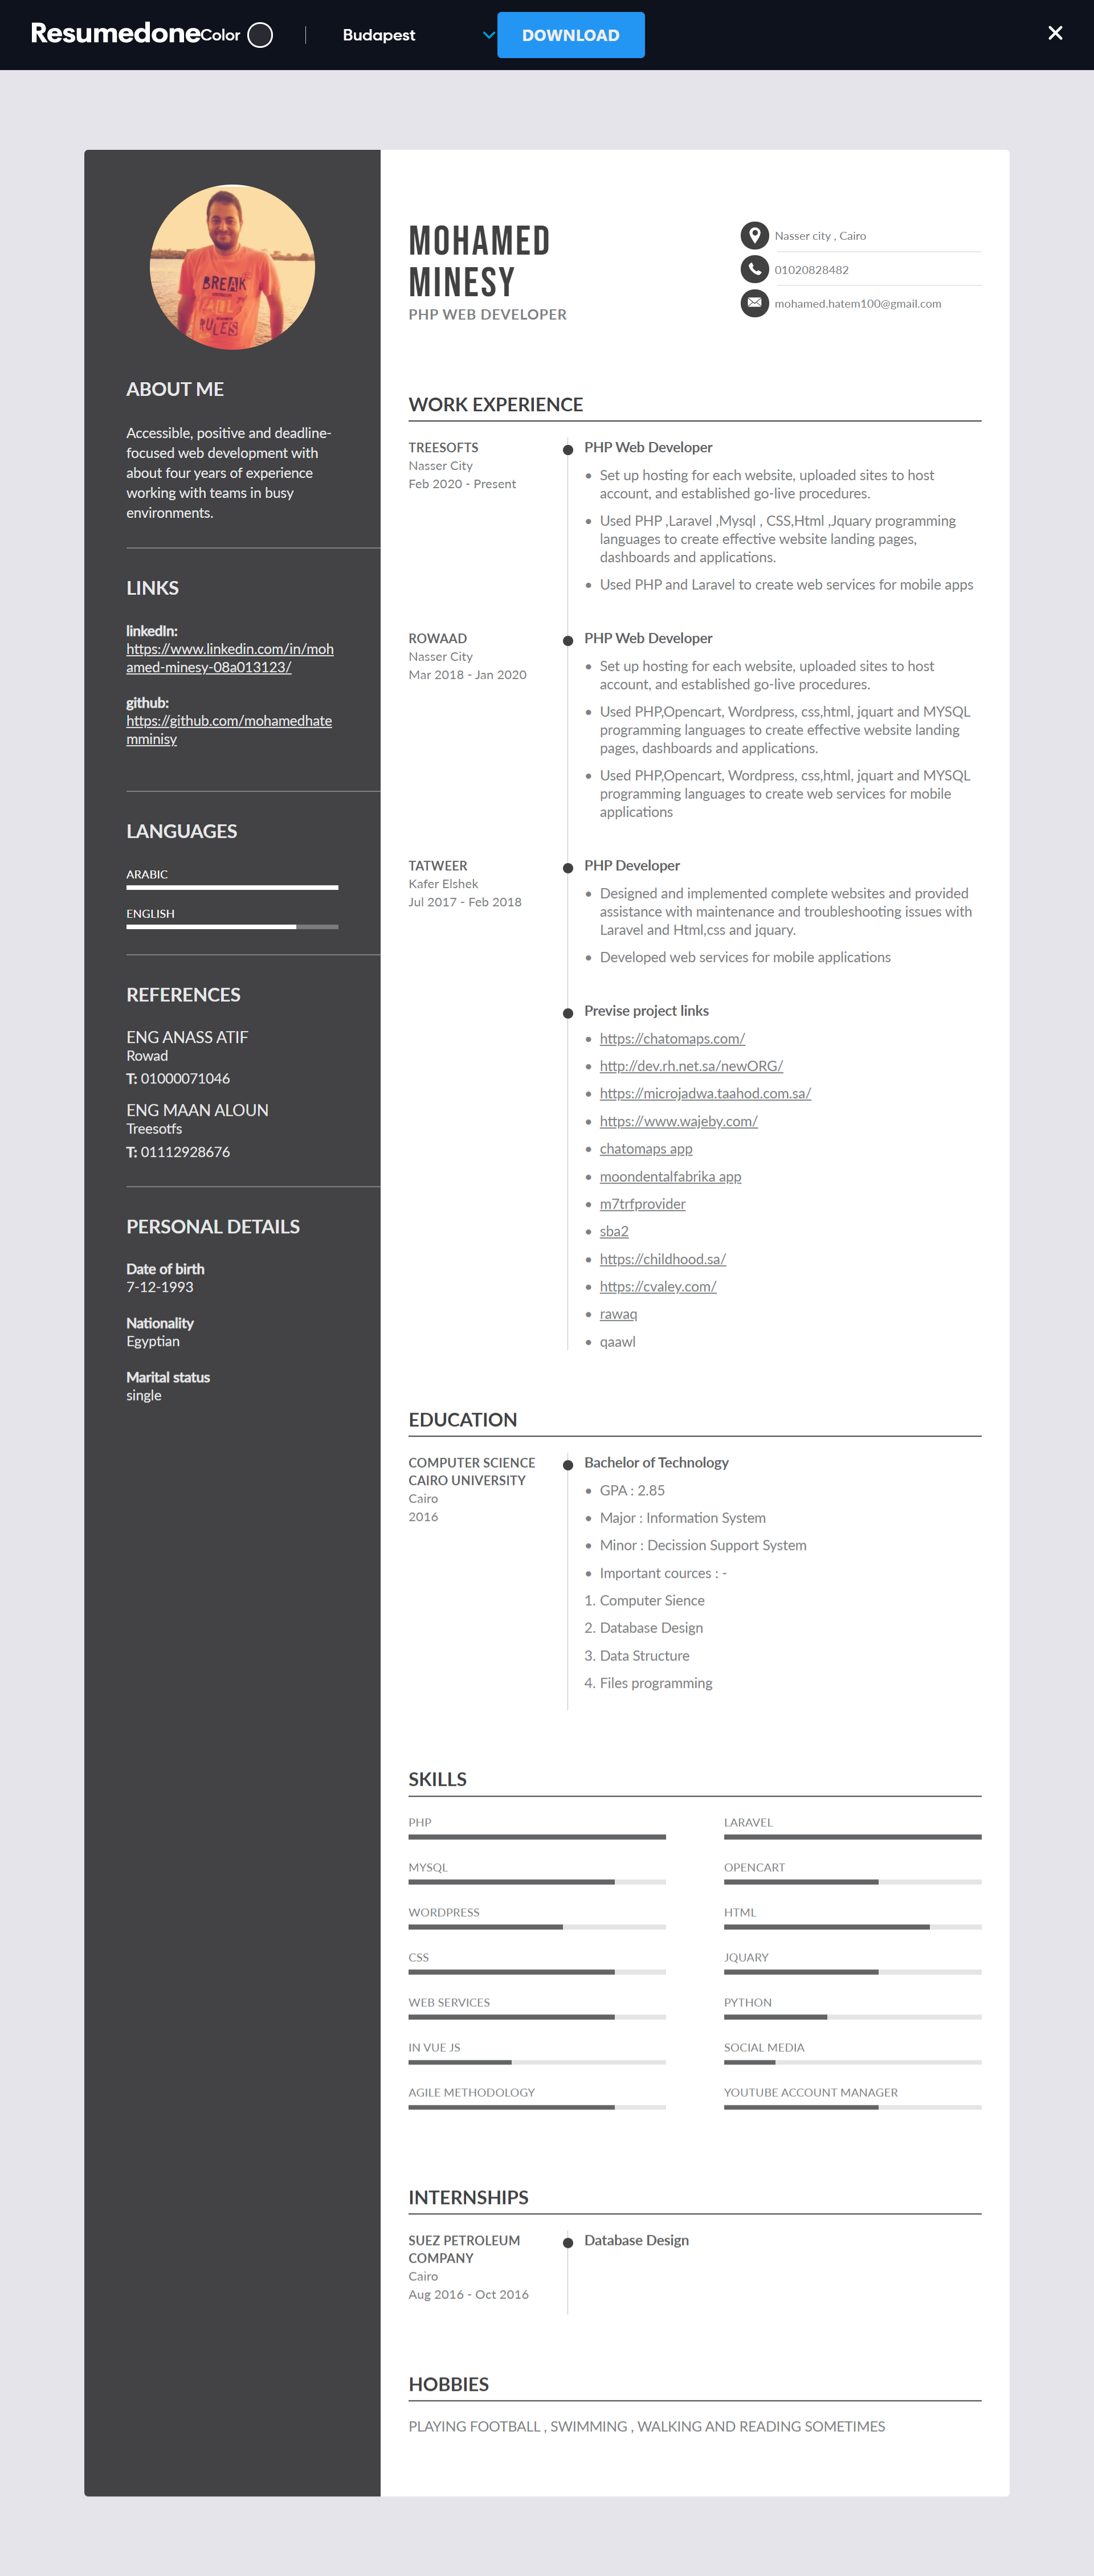 Resumedone Color Budapest DOWNLOAD
MOHAMED
MINESY
PHP WEB DEVELOPER
Nasser city , Cairo
01020828482
mohamed.hatem100@gmail.com
BREAK
ALL
RULES
ABOUT ME
Accessible, positive and deadline-
focused web development with
about four years of experience
working with teams in busy
environments.
LINKS
linkedIn:
https://www.linkedin.com/in/moh
amed-minesy-08a013123/
github:
https://github.com/mohamedhate
mminisy
LANGUAGES
ARABIC
ENGLISH
REFERENCES
ENG ANASS ATIF
Rowad
T: 01000071046
ENG MAAN ALOUN
Treesotfs
T: 01112928676
PERSONAL DETAILS
Date of birth
7-12-1993
Nationality
Egyptian
Marital status
single
WORK EXPERIENCE
TREESOFTS
Nasser City
Feb 2020 - Present
PHP Web Developer
• Set up hosting for each website, uploaded sites to host
account, and established go-live procedures.
• Used PHP ,Laravel ,Mysql , CSS,Html ,Jquary programming
languages to create effective website landing pages,
dashboards and applications.
• Used PHP and Laravel to create web services for mobile apps
ROWAAD
Nasser City
Mar 2018 - Jan 2020
PHP Web Developer
• Set up hosting for each website, uploaded sites to host
account, and established go-live procedures.
• Used PHP,Opencart, Wordpress, css,html, jquart and MYSQL
programming languages to create effective website landing
pages, dashboards and applications.
• Used PHP,Opencart, Wordpress, css,html, jquart and MYSQL
programming languages to create web services for mobile
applications
TATWEER
Kafer Elshek
Jul 2017 - Feb 2018
PHP Developer
• Designed and implemented complete websites and provided
assistance with maintenance and troubleshooting issues with
Laravel and Html,css and jquary.
• Developed web services for mobile applications
Previse project links
• https://chatomaps.com/
• http://dev.rh.net.sa/newORG/
• https://microjadwa.taahod.com.sa/
• https://www.wajeby.com/
• chatomaps app
• moondentalfabrika app
• m7trfprovider
• sba2
• https://childhood.sa/
• https://cvaley.com/
• rawaq
• qaawl
EDUCATION
COMPUTER SCIENCE
CAIRO UNIVERSITY
Cairo
2016
Bachelor of Technology
• GPA : 2.85
• Major : Information System
• Minor : Decission Support System
• Important cources : -
1. Computer Sience
2. Database Design
3. Data Structure
4. Files programming
SKILLS
PHP
LARAVEL
MYSQL
OPENCART
WORDPRESS
HTML
CSS
JQUARY
WEB SERVICES
PYTHON
IN VUE JS
SOCIAL MEDIA
AGILE METHODOLOGY
YOUTUBE ACCOUNT MANAGER
INTERNSHIPS
SUEZ PETROLEUM
COMPANY
Cairo
Aug 2016 - Oct 2016
Database Design
HOBBIES
PLAYING FOOTBALL , SWIMMING , WALKING AND READING SOMETIMES